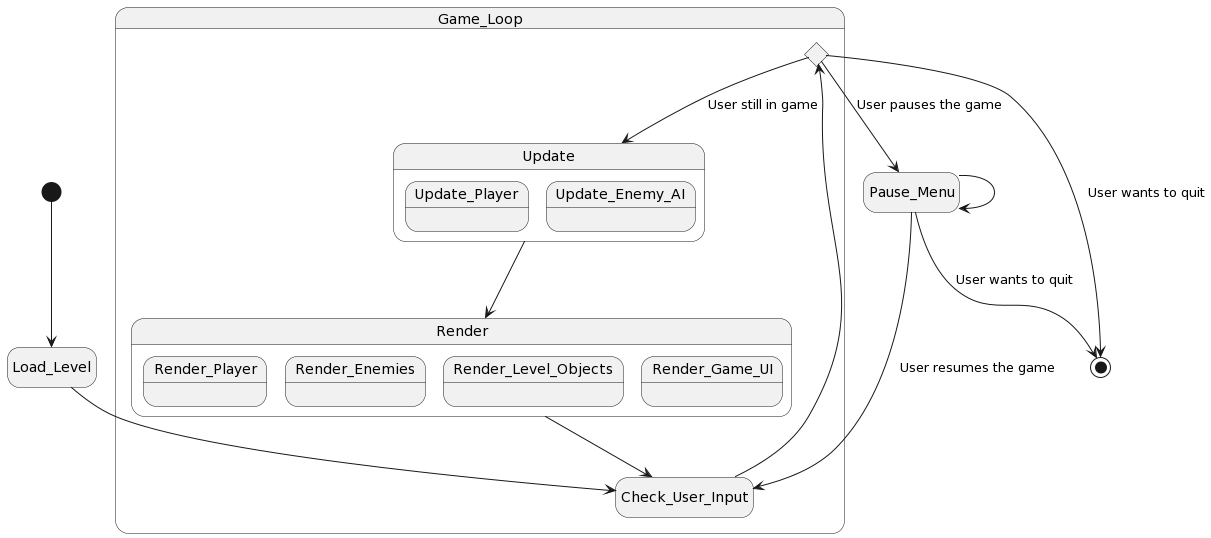 Game_Loop
User still in game
User pauses the game
Update
Update_Player
Update_Enemy_AI
Pause_Menu
User wants to quit
User wants to quit
Render
Render_Player
Render_Enemies
Render_Level_Objects
Render_Game_UI
Load_Level
User resumes the game
Check_User_Input